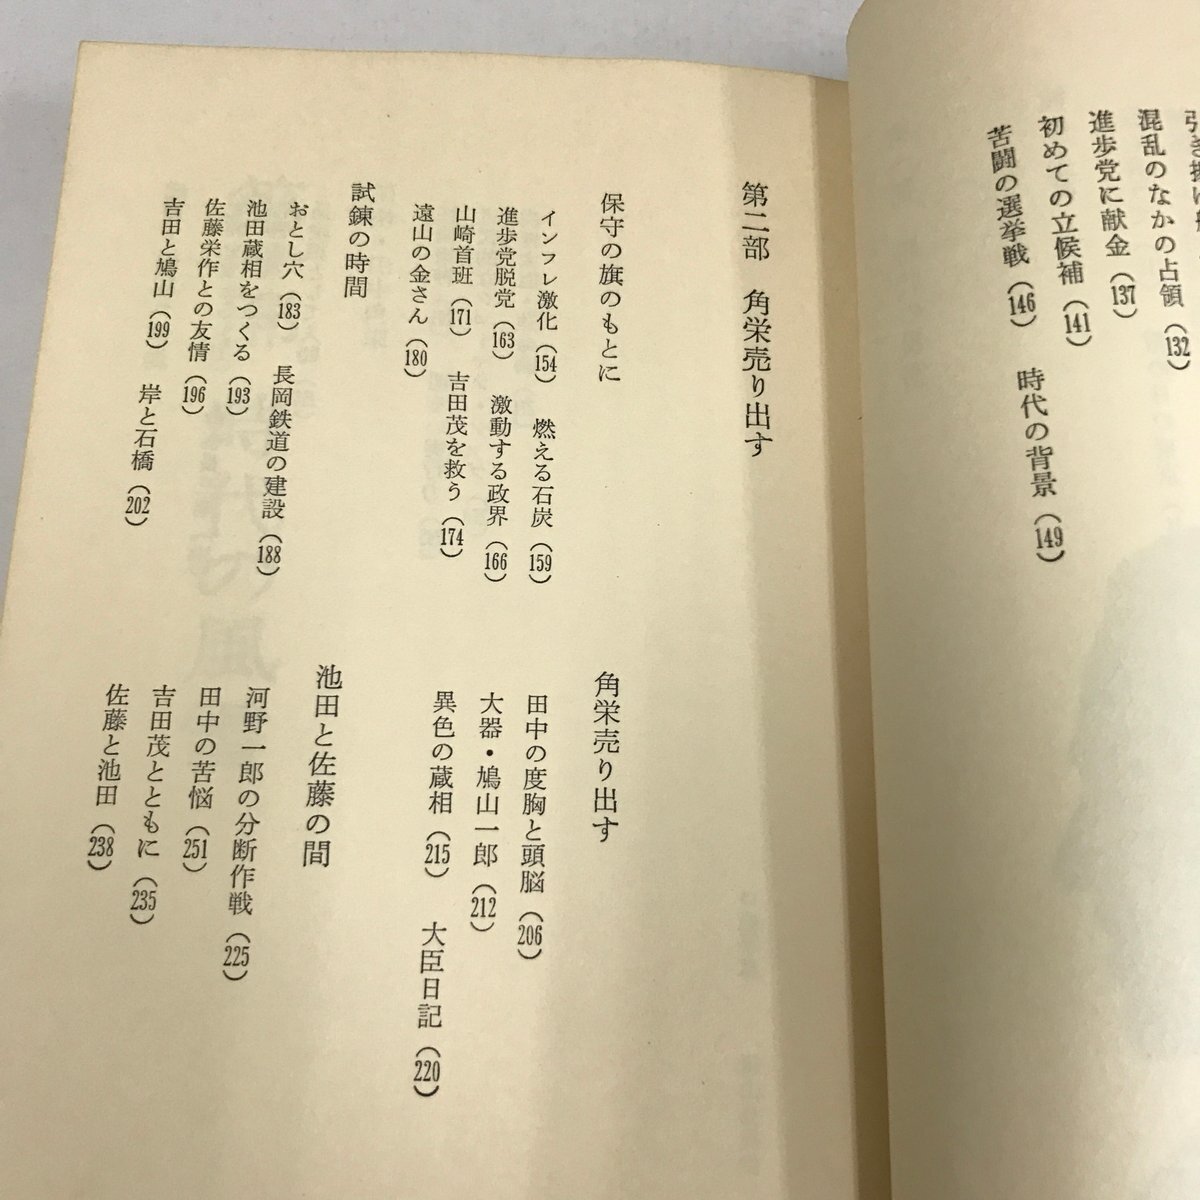 混乱のなかの占領（132）
進歩党に献金（137）
初めての立候補（141）
苦闘の選挙戦（146）　時代の背景（149）
第二部　角栄売り出す
保守の旗のもとに
インフレ激化（154）　燃える石炭（159）
進歩党脱党（163）　激動する政界（166）
山崎首班（171）　吉田茂を救う（174）
遠山の金さん（180）
試錬の時間
おとし穴（183）　長岡鉄道の建設（188）
池田蔵相をつくる（193）
佐藤栄作との友情（196）
吉田と鳩山（199）　岸と石橋（202）
角栄売り出す
田中の度胸と頭脳（206）
大器・鳩山一郎（212）
異色の蔵相（215）　大臣日記（220）
池田と佐藤の間
河野一郎の分断作戦（225）
田中の苦悩（251）
吉田茂とともに（235）
佐藤と池田（238）